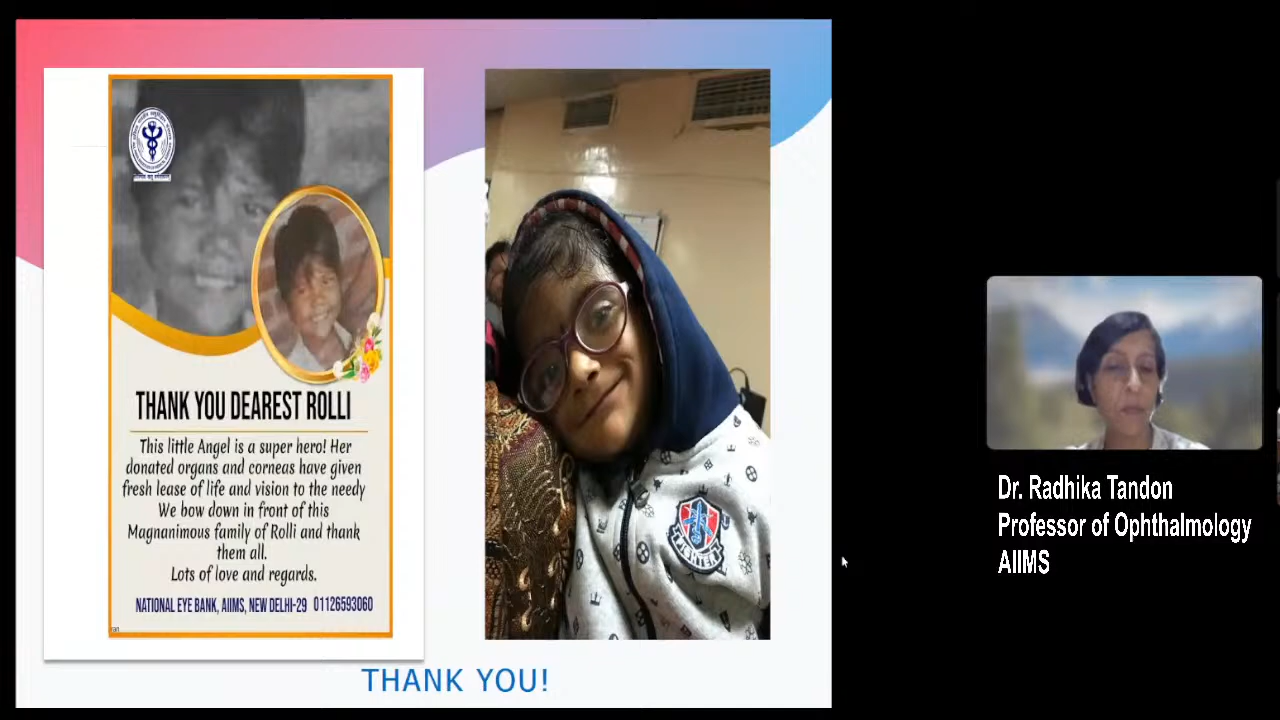 THANK YOU DEAREST ROLLI
This little Angel is a super hero! Her
donated organs and corneas have given
fresh lease of life and vision to the needy
We bow down in front of this
Magnanimous family of Rolli and thank
them all.
Lots of love and regards.
NATIONAL EYE BANK, AIIMS, NEW DELHI-29 01126593060
FIGHTER
THANK YOU!
Dr. Radhika Tandon
Professor of Ophthalmology
AIIMS